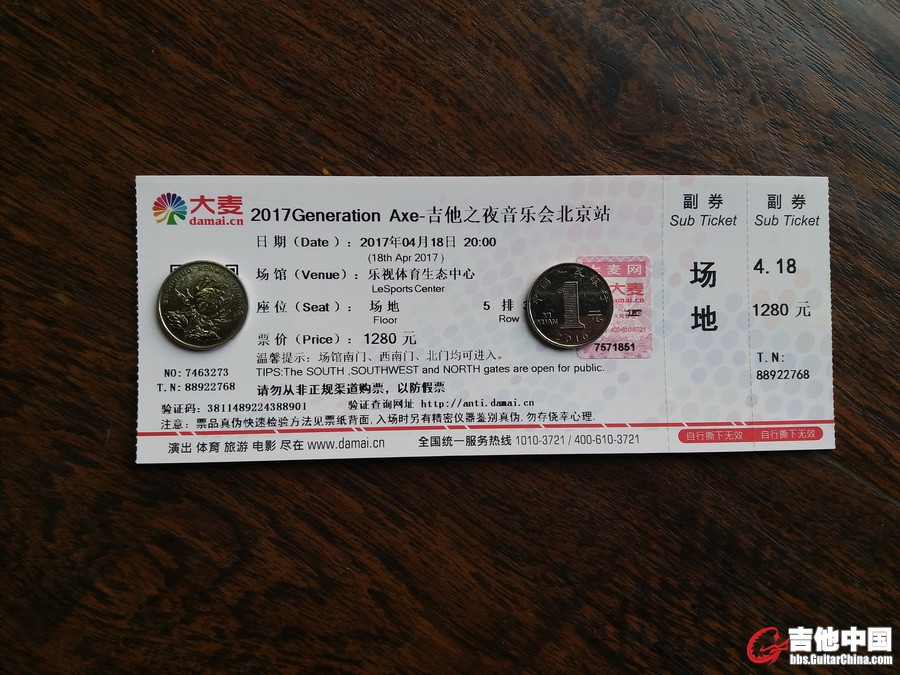 大麦
damai.cn
2017Generation Axe-吉他之夜音乐会北京站
日期(Date): 2017年04月18日 20:00
(18th Apr 2017)
场馆(Venue): 乐视体育生态中心
LeSports Center
座位(Seat): 场地 5 排
Floor Row
票价(Price): 1280 元
温馨提示: 场馆南门、西南门、北门均可进入。
TIPS:The SOUTH ,SOUTHWEST and NORTH gates are open for public.
NO: 7463273
T.N: 88922768
请勿从非正规渠道购票, 以防假票
验证码: 3811489224388901 验证查询网址 http://anti.damai.cn
注意: 票品真伪快速检验方法见票纸背面,入场时另有精密仪器鉴别真伪,勿存侥幸心理.
演出 体育 旅游 电影 尽在 www.damai.cn 全国统一服务热线 1010-3721 / 400-610-3721
大麦网
大麦
damai.cn
400-610-3721
7571851
1
元
YI
YUAN
2016
副 券
Sub Ticket
场地
自行撕下无效
副 券
Sub Ticket
4.18
1280 元
T.N:
88922768
自行撕下无效
吉他中国
bbs.GuitarChina.com